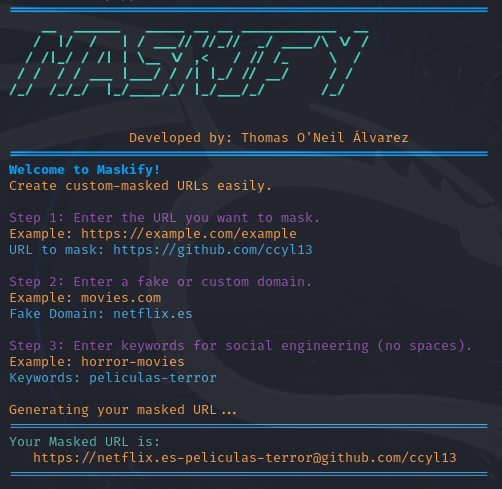 MASKIFY
Developed by: Thomas O'Neil Álvarez
Welcome to Maskify!
Create custom-masked URLs easily.
Step 1: Enter the URL you want to mask.
Example: https://example.com/example
URL to mask: https://github.com/ccyl13
Step 2: Enter a fake or custom domain.
Example: movies.com
Fake Domain: netflix.es
Step 3: Enter keywords for social engineering (no spaces).
Example: horror-movies
Keywords: peliculas-terror
Generating your masked URL...
Your Masked URL is:
https://netflix.es-peliculas-terror@github.com/ccyl13